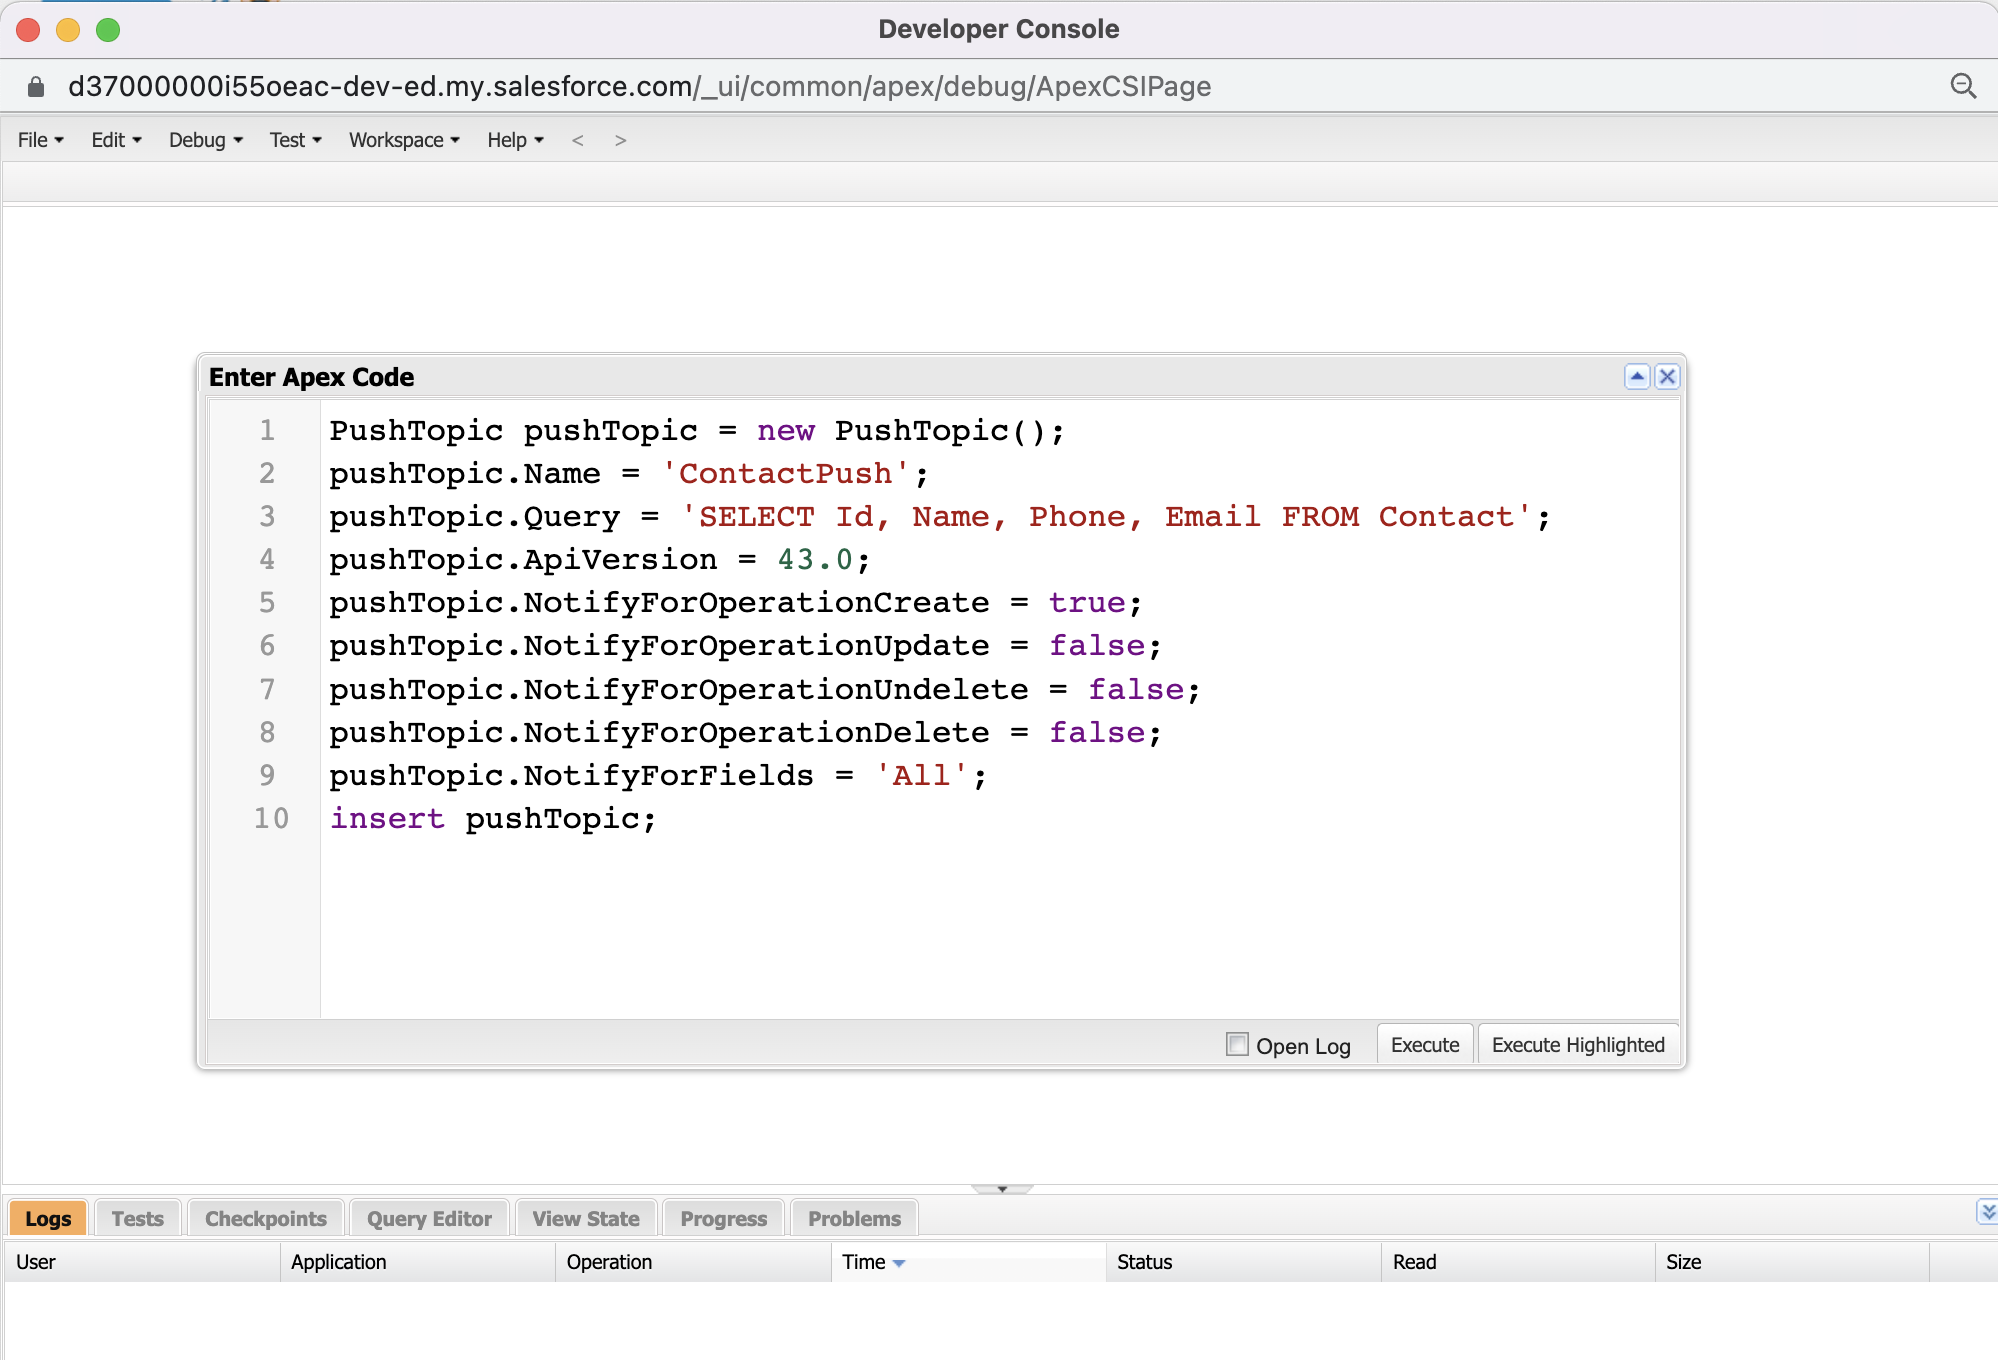 Developer Console
d37000000i55oeac-dev-ed.my.salesforce.com/_ui/common/apex/debug/ApexCSIPage
File Edit Debug Test Workspace Help < >
Enter Apex Code
1 PushTopic pushTopic = new PushTopic();
2 pushTopic.Name = 'ContactPush';
3 pushTopic.Query = 'SELECT Id, Name, Phone, Email FROM Contact';
4 pushTopic.ApiVersion = 43.0;
5 pushTopic.NotifyForOperationCreate = true;
6 pushTopic.NotifyForOperationUpdate = false;
7 pushTopic.NotifyForOperationUndelete = false;
8 pushTopic.NotifyForOperationDelete = false;
9 pushTopic.NotifyForFields = 'All';
10 insert pushTopic;
Open Log Execute Execute Highlighted
Logs Tests Checkpoints Query Editor View State Progress Problems
User Application Operation Time Status Read Size